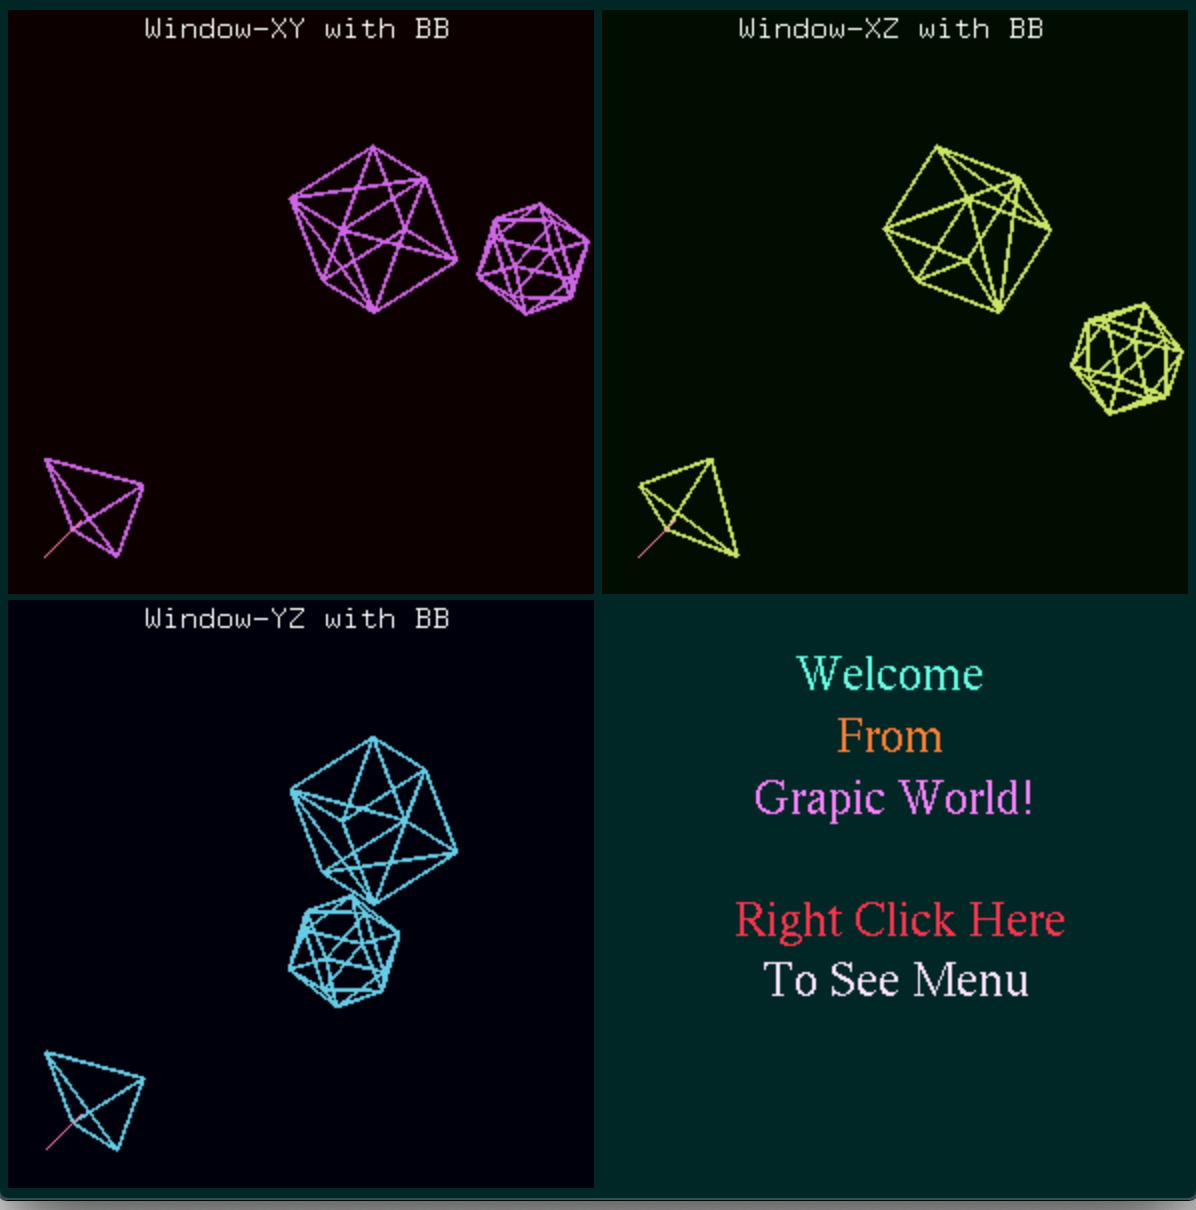 Window-XY with BB
Window-XZ with BB
Window-YZ with BB
Welcome
From
Grapic World!
Right Click Here
To See Menu